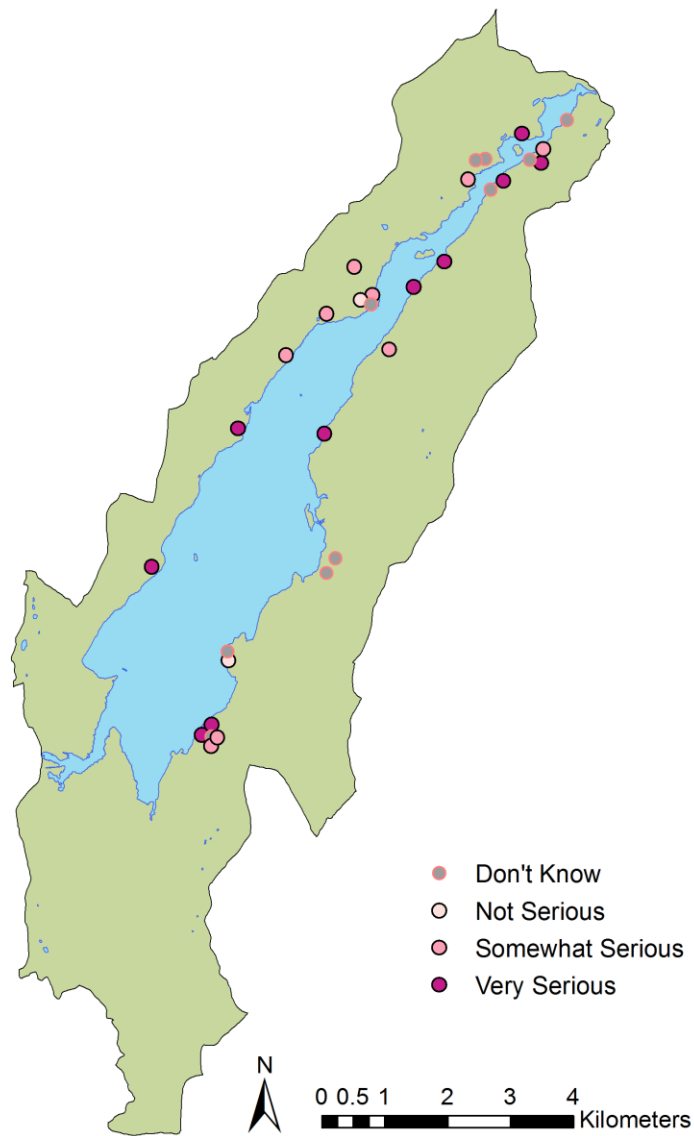 Don't Know
Not Serious
Somewhat Serious
Very Serious
N
0 0.5 1 2 3 4
Kilometers